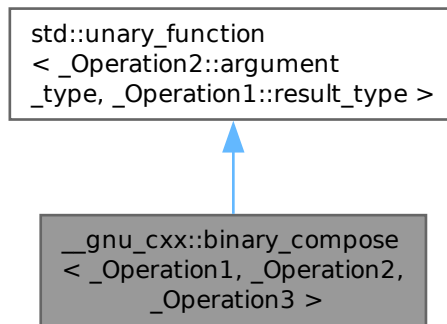 std::unary_function
< _Operation2::argument
_type, _Operation1::result_type >
__gnu_cxx::binary_compose
< _Operation1, _Operation2,
_Operation3 >